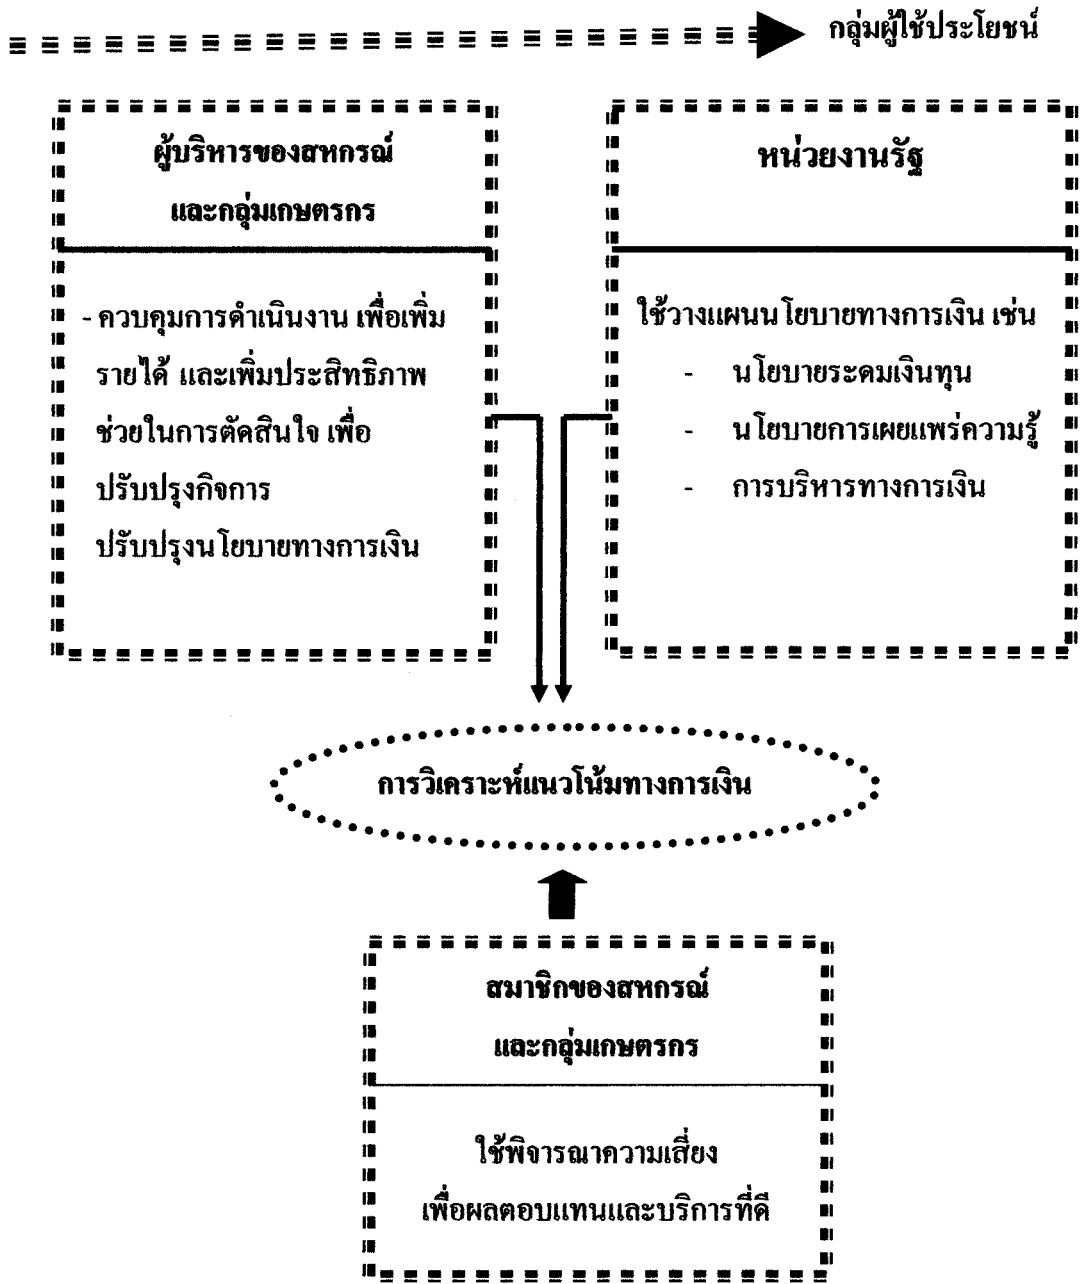 กลุ่มผู้ใช้ประโยชน์
ผู้บริหารของสหกรณ์
และกลุ่มเกษตรกร
- ควบคุมการดำเนินงาน เพื่อเพิ่ม
รายได้ และเพิ่มประสิทธิภาพ
ช่วยในการตัดสินใจ เพื่อ
ปรับปรุงกิจการ
ปรับปรุงนโยบายทางการเงิน
หน่วยงานรัฐ
ใช้วางแผนนโยบายทางการเงิน เช่น
- นโยบายระดมเงินทุน
- นโยบายการเผยแพร่ความรู้
- การบริหารทางการเงิน
การวิเคราะห์แนวโน้มทางการเงิน
สมาชิกของสหกรณ์
และกลุ่มเกษตรกร
ใช้พิจารณาความเสี่ยง
เพื่อผลตอบแทนและบริการที่ดี